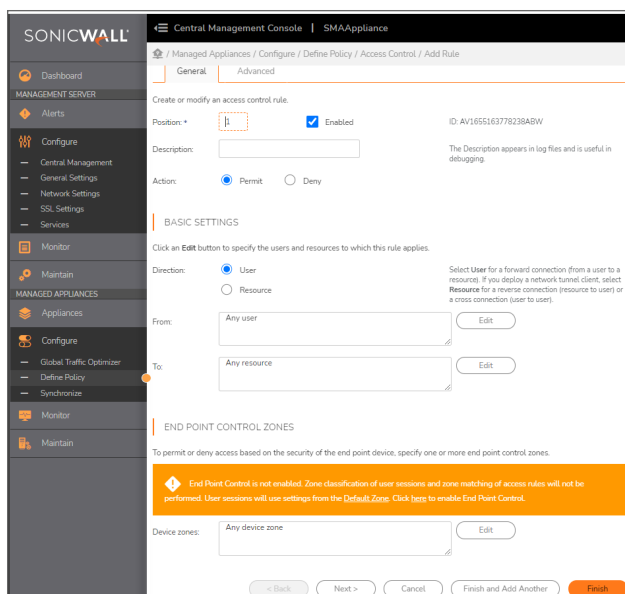 SONICWALL
Central Management Console | SMAAppliance
/ Managed Appliances / Configure / Define Policy / Access Control / Add Rule
General Advanced
Create or modify an access control rule.
Position: * 1 Enabled ID: AV1655163778238ABW
Description: The Description appears in log files and is useful in
debugging.
Action: Permit Deny
BASIC SETTINGS
Click an Edit button to specify the users and resources to which this rule applies.
Direction: User Select User for a forward connection (from a user to a
resource). If you deploy a network tunnel client, select
Resource Resource for a reverse connection (resource to user) or
a cross connection (user to user).
From: Any user Edit
To: Any resource Edit
END POINT CONTROL ZONES
To permit or deny access based on the security of the end point device, specify one or more end point control zones.
End Point Control is not enabled. Zone classification of user sessions and zone matching of access rules will not be
performed. User sessions will use settings from the Default Zone. Click here to enable End Point Control.
Device zones: Any device zone Edit
< Back Next > Cancel Finish and Add Another Finish
Dashboard
MANAGEMENT SERVER
Alerts
Configure
Central Management
General Settings
Network Settings
SSL Settings
Services
Monitor
Maintain
MANAGED APPLIANCES
Appliances
Configure
Global Traffic Optimizer
Define Policy
Synchronize
Monitor
Maintain